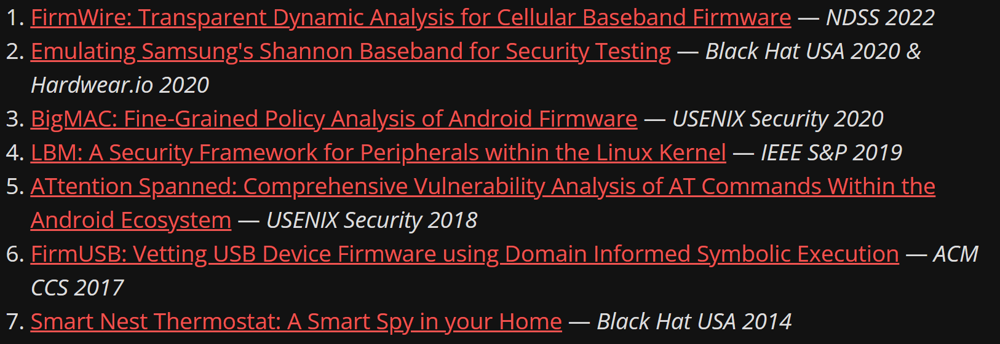 1. FirmWire: Transparent Dynamic Analysis for Cellular Baseband Firmware — NDSS 2022
2. Emulating Samsung's Shannon Baseband for Security Testing — Black Hat USA 2020 &
Hardwear.io 2020
3. BigMAC: Fine-Grained Policy Analysis of Android Firmware — USENIX Security 2020
4. LBM: A Security Framework for Peripherals within the Linux Kernel — IEEE S&P 2019
5. ATtention Spanned: Comprehensive Vulnerability Analysis of AT Commands Within the
Android Ecosystem — USENIX Security 2018
6. FirmUSB: Vetting USB Device Firmware using Domain Informed Symbolic Execution — ACM
CCS 2017
7. Smart Nest Thermostat: A Smart Spy in your Home — Black Hat USA 2014